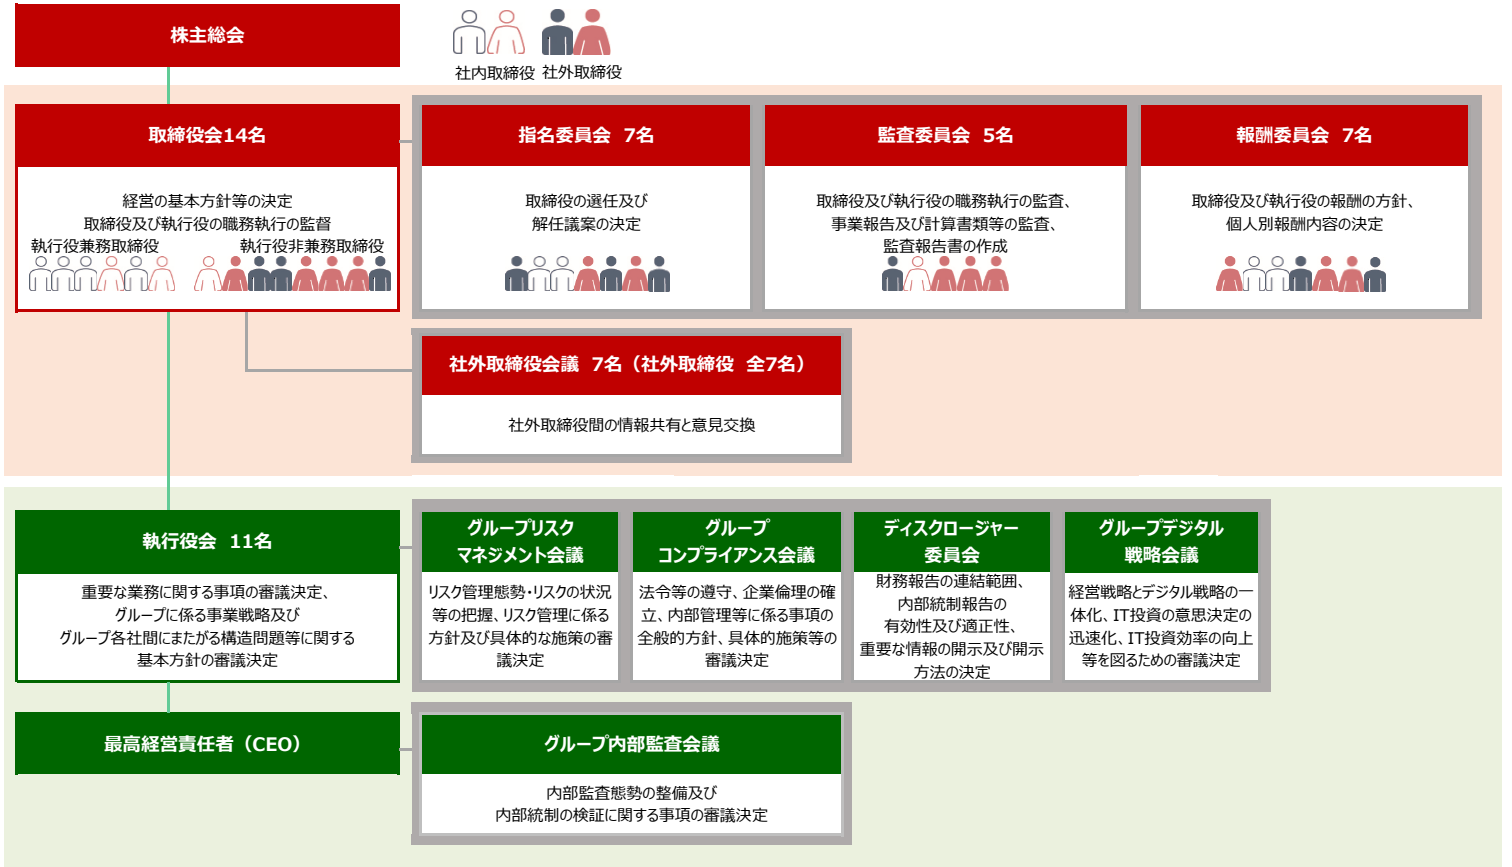 株主総会
社内取締役 社外取締役
取締役会14名
経営の基本方針等の決定
取締役及び執行役の職務執行の監督
執行役兼務取締役
執行役非兼務取締役
指名委員会 7名
取締役の選任及び
解任議案の決定
監査委員会 5名
取締役及び執行役の職務執行の監査、
事業報告及び計算書類等の監査、
監査報告書の作成
報酬委員会 7名
取締役及び執行役の報酬の方針、
個人別報酬内容の決定
社外取締役会議 7名（社外取締役 全7名）
社外取締役間の情報共有と意見交換
執行役会 11名
重要な業務に関する事項の審議決定、
グループに係る事業戦略及び
グループ各社間にまたがる構造問題等に関する
基本方針の審議決定
グループリスク
マネジメント会議
リスク管理態勢・リスクの状況
等の把握、リスク管理に係る
方針及び具体的な施策の審
議決定
グループ
コンプライアンス会議
法令等の遵守、企業倫理の確
立、内部管理等に係る事項の
全般的方針、具体的施策等の
審議決定
ディスクロージャー
委員会
財務報告の連結範囲、
内部統制報告の
有効性及び適正性、
重要な情報の開示及び開示
方法の決定
グループデジタル
戦略会議
経営戦略とデジタル戦略の一
体化、IT投資の意思決定の
迅速化、IT投資効率の向上
等を図るための審議決定
最高経営責任者（CEO）
グループ内部監査会議
内部監査態勢の整備及び
内部統制の検証に関する事項の審議決定